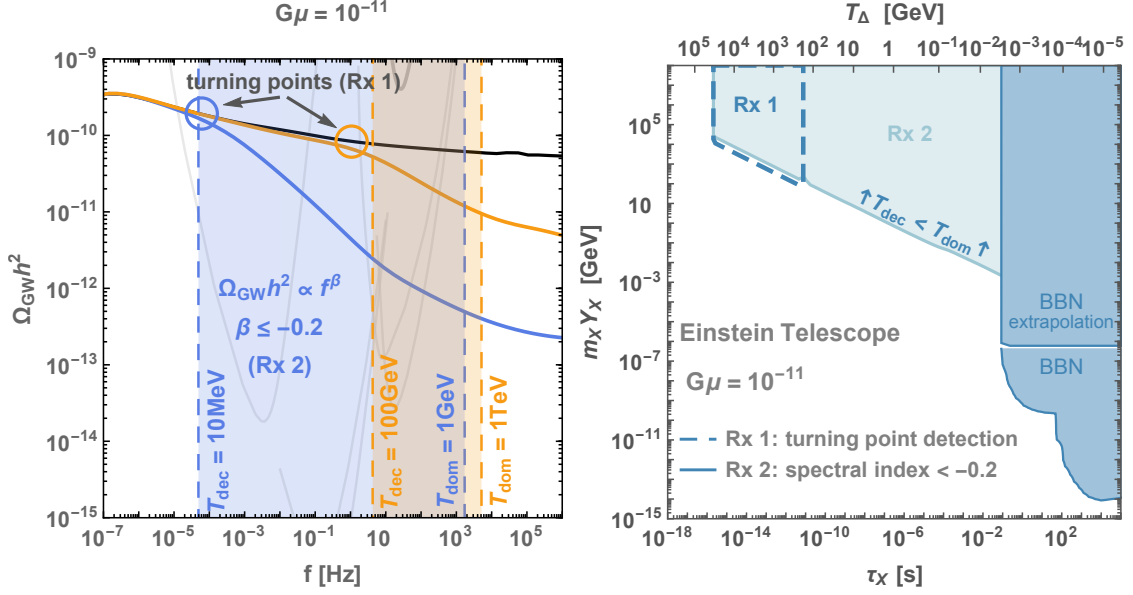 Gμ = 10⁻¹¹
10⁻⁹
10⁻¹⁰
10⁻¹¹
10⁻¹²
10⁻¹³
10⁻¹⁴
10⁻¹⁵
Ω_GW h²
turning points (Rx 1)
Ω_GW h² ∝ f^β
β ≤ −0.2
(Rx 2)
T_dec = 10MeV
T_dec = 100GeV
T_dom = 1GeV
T_dom = 1TeV
10⁻⁷
10⁻⁵
10⁻³
10⁻¹
10
10³
10⁵
f [Hz]
T_Δ [GeV]
10⁵
10⁴
10³
10²
10
1
10⁻¹
10⁻²
10⁻³
10⁻⁴
10⁻⁵
10⁵
10
10⁻³
10⁻⁷
10⁻¹¹
10⁻¹⁵
m_X Y_X [GeV]
Rx 1
Rx 2
↑ T_dec < T_dom ↑
BBN
extrapolation
BBN
Einstein Telescope
Gμ = 10⁻¹¹
Rx 1: turning point detection
Rx 2: spectral index < −0.2
10⁻¹⁸
10⁻¹⁴
10⁻¹⁰
10⁻⁶
10⁻²
10²
τ_X [s]